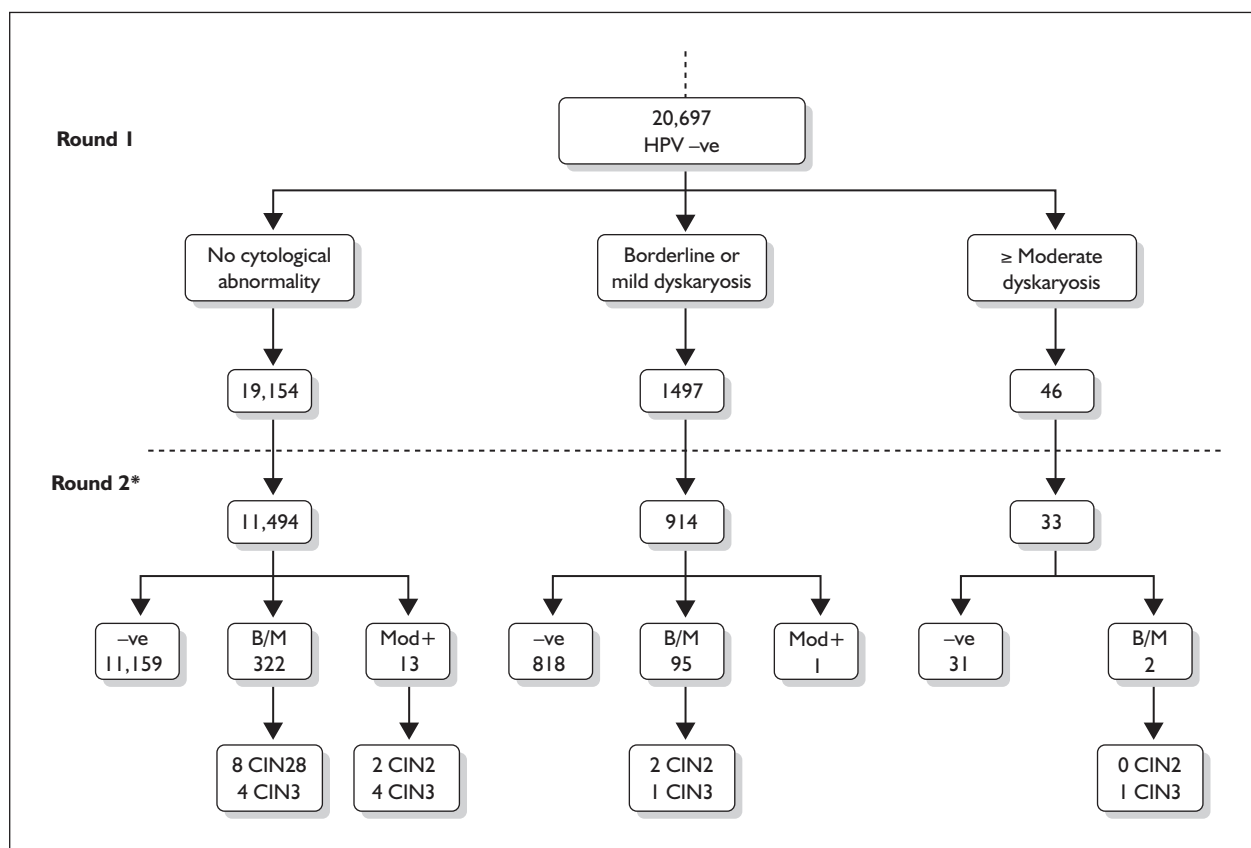 Round 1
20,697
HPV –ve
No cytological
abnormality
Borderline or
mild dyskaryosis
≥ Moderate
dyskaryosis
19,154
1497
46
Round 2*
11,494
914
33
–ve
11,159
B/M
322
Mod+
13
–ve
818
B/M
95
Mod+
1
–ve
31
B/M
2
8 CIN28
4 CIN3
2 CIN2
4 CIN3
2 CIN2
1 CIN3
0 CIN2
1 CIN3